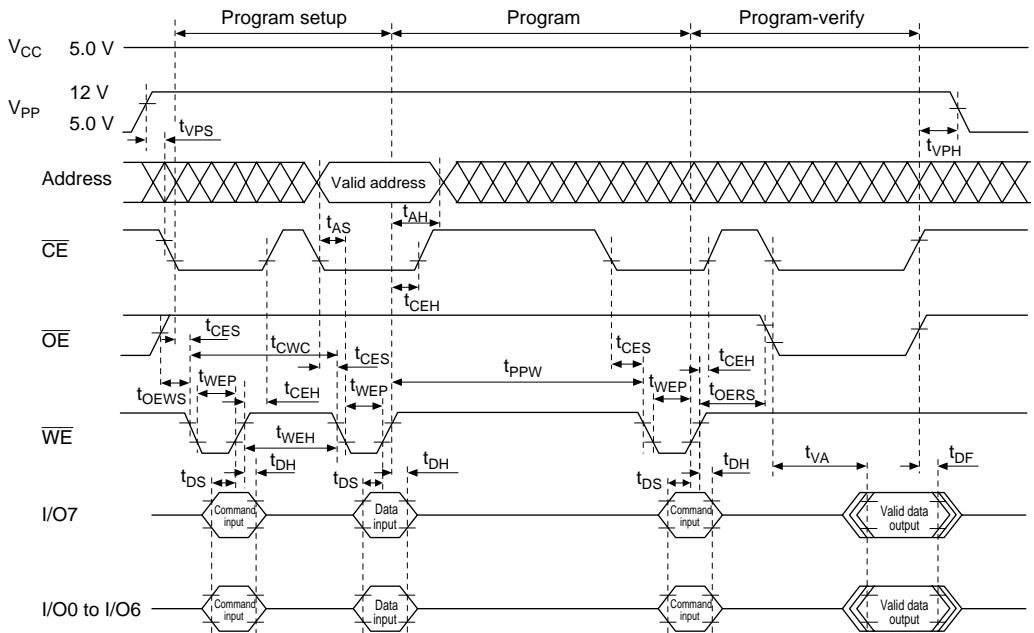 Program setup Program Program-verify
VCC 5.0 V
VPP 12 V
5.0 V
tVPS tVPH
Address Valid address
tAS tAH
CE
tCEH
OE
tCES tCWC tCES tCES tCEH
tOEWS tWEP tCEH tWEP tPPW tWEP tOERS
WE
tWEH
tDS tDH tDS tDH tDS tDH tVA tDF
I/O7 Command input Data input Command input Valid data output
I/O0 to I/O6 Command input Data input Command input Valid data output